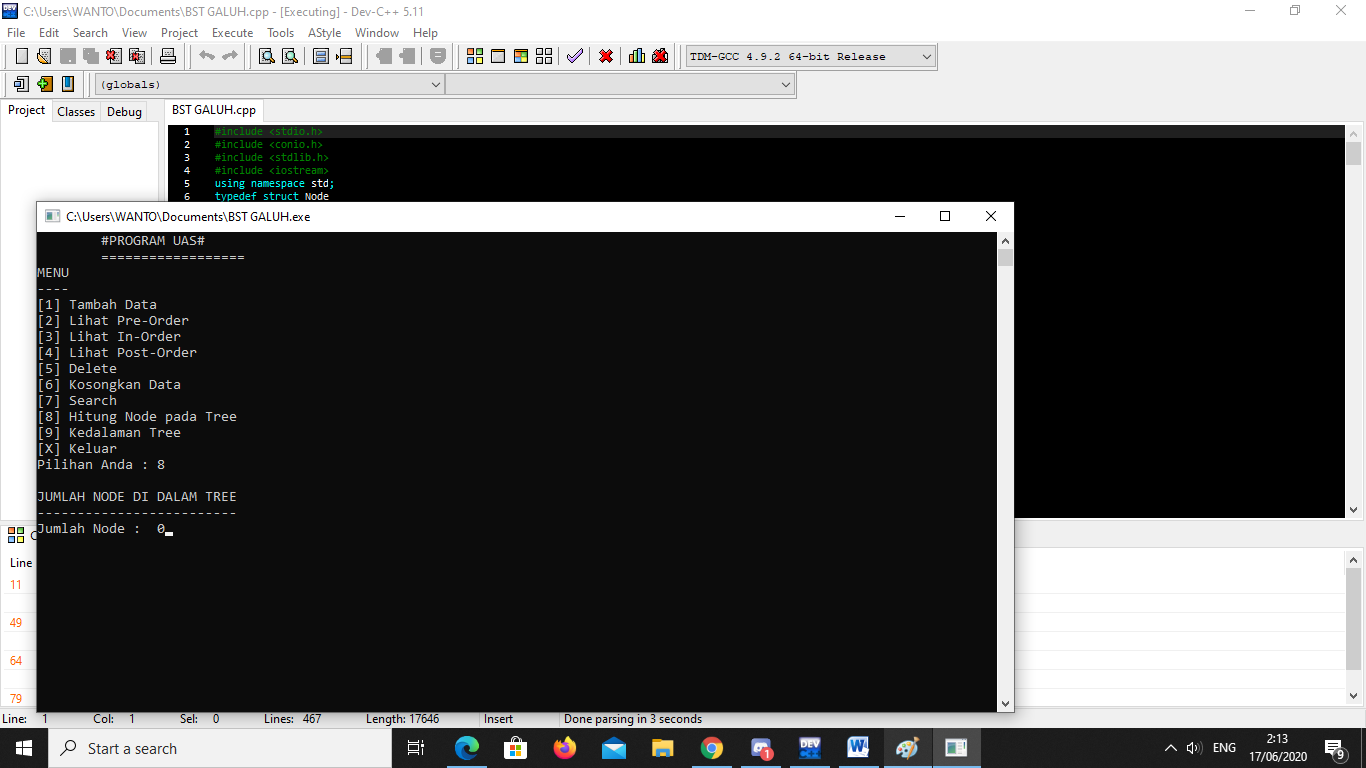 C:\Users\WANTO\Documents\BST GALUH.cpp - [Executing] - Dev-C++ 5.11
File Edit Search View Project Execute Tools AStyle Window Help
TDM-GCC 4.9.2 64-bit Release
(globals)
Project Classes Debug
BST GALUH.cpp
1 #include <stdio.h>
2 #include <conio.h>
3 #include <stdlib.h>
4 #include <iostream>
5 using namespace std;
6 typedef struct Node
C:\Users\WANTO\Documents\BST GALUH.exe
#PROGRAM UAS#
==================
MENU
----
[1] Tambah Data
[2] Lihat Pre-Order
[3] Lihat In-Order
[4] Lihat Post-Order
[5] Delete
[6] Kosongkan Data
[7] Search
[8] Hitung Node pada Tree
[9] Kedalaman Tree
[X] Keluar
Pilihan Anda : 8
JUMLAH NODE DI DALAM TREE
-------------------------
Jumlah Node :  0
Line
11
49
64
79
Line: 1 Col: 1 Sel: 0 Lines: 467 Length: 17646 Insert Done parsing in 3 seconds
Start a search
ENG
2:13
17/06/2020
9